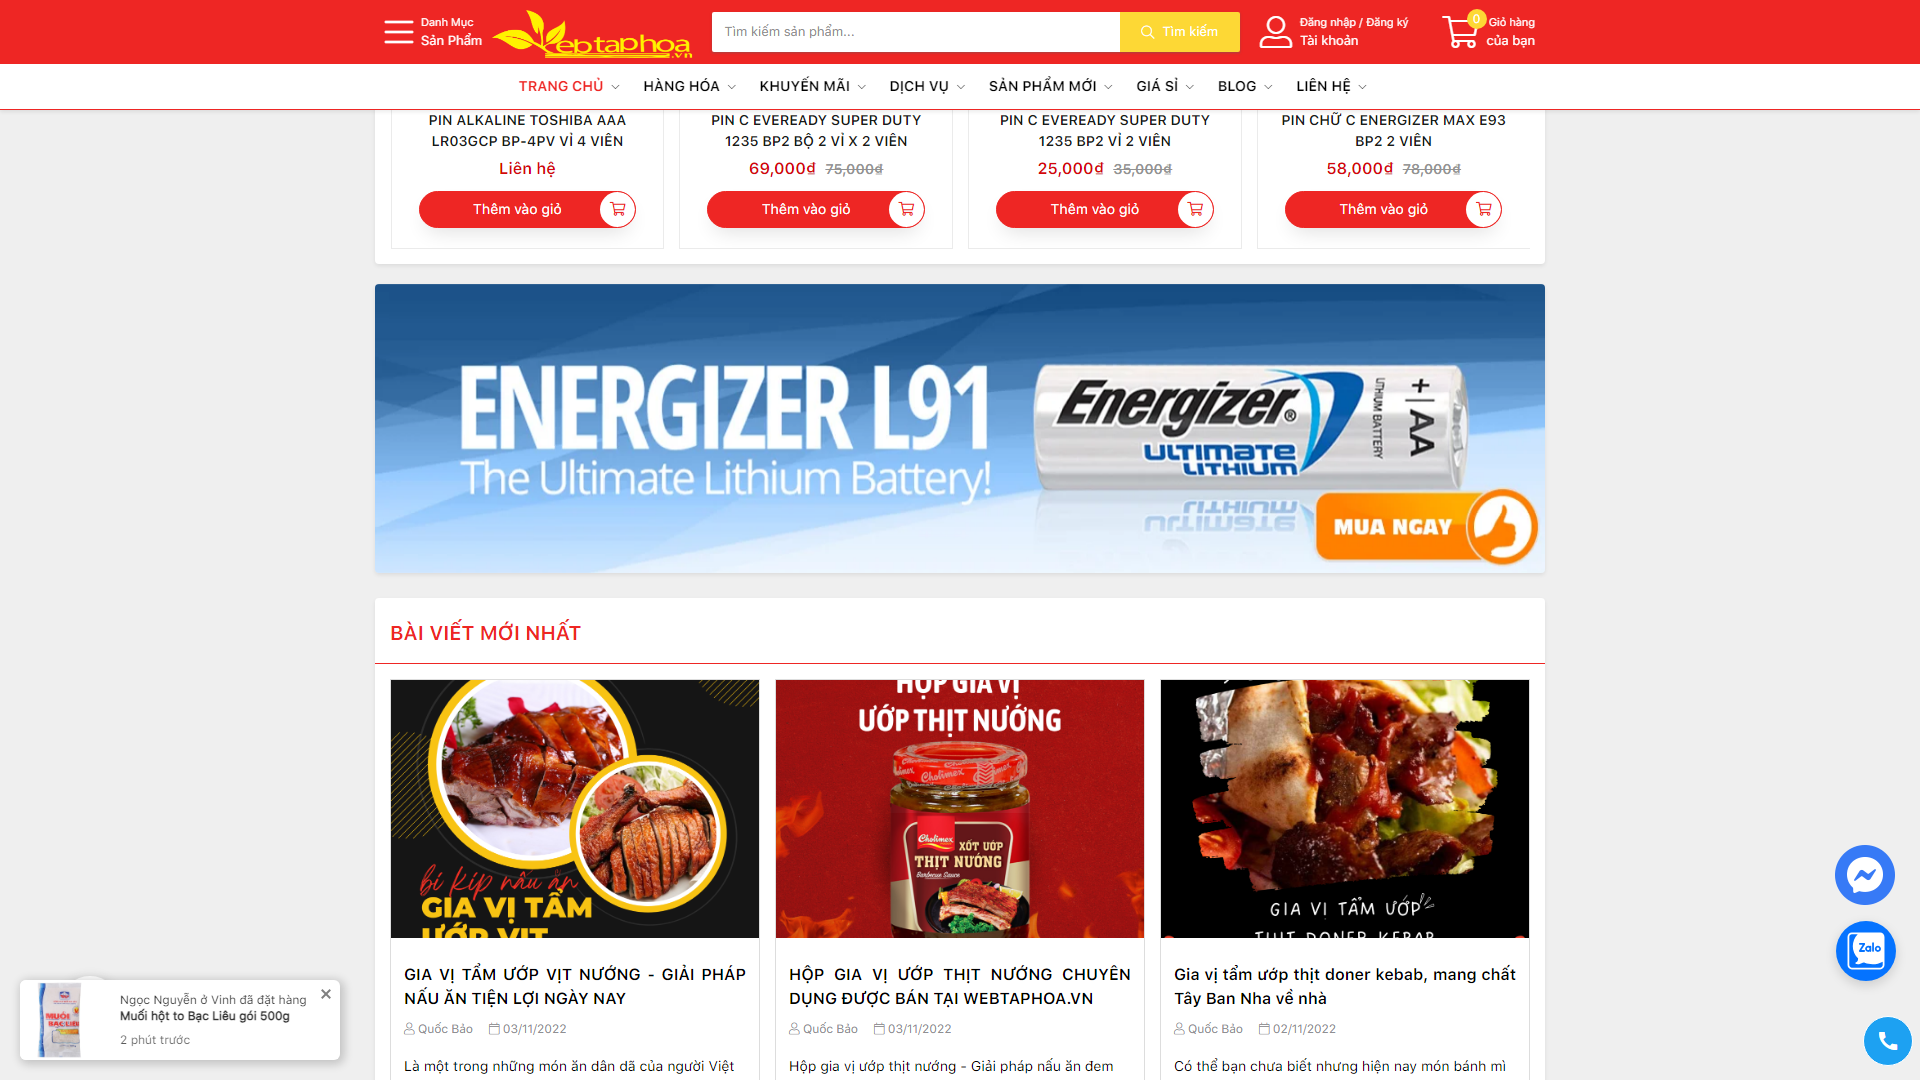 Danh Mục
Sản Phẩm
ebtaphoa
.vn
Tìm kiếm sản phẩm...
Tìm kiếm
Đăng nhập / Đăng ký
Tài khoản
0
Giỏ hàng
của bạn
TRANG CHỦ
HÀNG HÓA
KHUYẾN MÃI
DỊCH VỤ
SẢN PHẨM MỚI
GIÁ SỈ
BLOG
LIÊN HỆ
PIN ALKALINE TOSHIBA AAA
LR03GCP BP-4PV VỈ 4 VIÊN
Liên hệ
Thêm vào giỏ
PIN C EVEREADY SUPER DUTY
1235 BP2 BỘ 2 VỈ X 2 VIÊN
69,000₫ 75,000₫
Thêm vào giỏ
PIN C EVEREADY SUPER DUTY
1235 BP2 VỈ 2 VIÊN
25,000₫ 35,000₫
Thêm vào giỏ
PIN CHỮ C ENERGIZER MAX E93
BP2 2 VIÊN
58,000₫ 78,000₫
Thêm vào giỏ
ENERGIZER L91
The Ultimate Lithium Battery!
Energizer®
ULTIMATE
LITHIUM
LITHIUM BATTERY
+ AA
MUA NGAY
BÀI VIẾT MỚI NHẤT
bí kíp nấu ăn
GIA VỊ TẨM
ƯỚP VỊT
HỘP GIA VỊ
ƯỚP THỊT NƯỚNG
Cholimex
Cholimex
XỐT ƯỚP
THỊT NƯỚNG
Barbecue Sauce
GIA VỊ TẨM ƯỚP
THỊT DONER KEBAB
GIA VỊ TẨM ƯỚP VỊT NƯỚNG - GIẢI PHÁP
NẤU ĂN TIỆN LỢI NGÀY NAY
Quốc Bảo 03/11/2022
Là một trong những món ăn dân dã của người Việt
HỘP GIA VỊ ƯỚP THỊT NƯỚNG CHUYÊN
DỤNG ĐƯỢC BÁN TẠI WEBTAPHOA.VN
Quốc Bảo 03/11/2022
Hộp gia vị ướp thịt nướng - Giải pháp nấu ăn đem
Gia vị tẩm ướp thịt doner kebab, mang chất
Tây Ban Nha về nhà
Quốc Bảo 02/11/2022
Có thể bạn chưa biết nhưng hiện nay món bánh mì
MUỐI
BẠC LIÊU
Ngọc Nguyễn ở Vinh đã đặt hàng
Muối hột to Bạc Liêu gói 500g
2 phút trước
Zalo